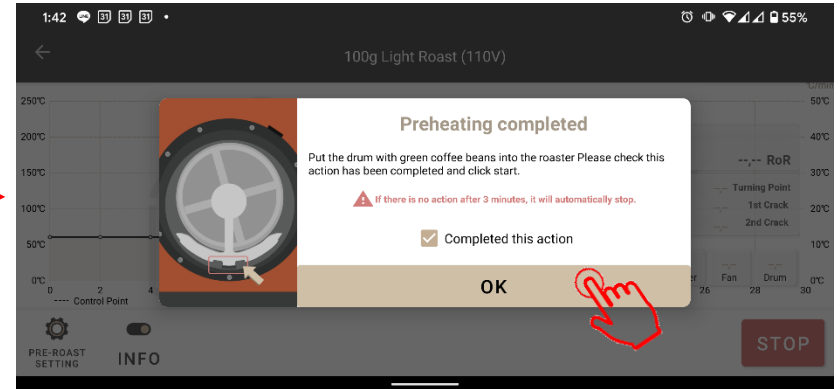 1:42 31 31 31 • 55%
100g Light Roast (110V)
℃/min
250℃ 50℃
200℃ 40℃
150℃ 30℃
100℃ 20℃
50℃ 10℃
0℃ 0℃
0 2 4 26 28 30
---- Control Point
--,-- RoR
--,-- Turning Point
1st Crack
--,-- 2nd Crack
Fan Drum
Preheating completed
Put the drum with green coffee beans into the roaster Please check this
action has been completed and click start.
If there is no action after 3 minutes, it will automatically stop.
Completed this action
OK
PRE-ROAST
SETTING
INFO
STOP